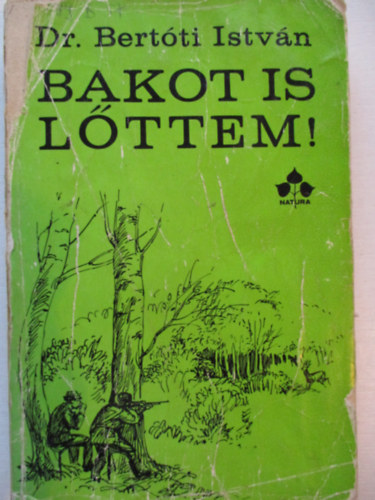 Dr. Bertóti István
BAKOT IS
LŐTTEM!
NATURA